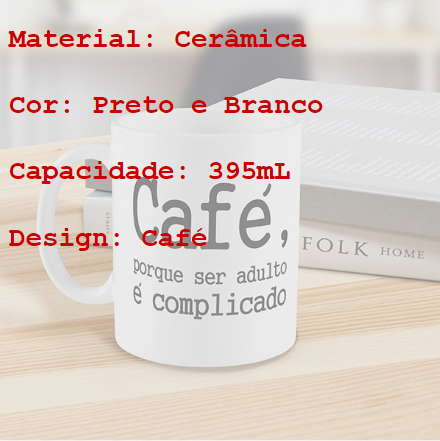 Material: Cerâmica
Cor: Preto e Branco
Capacidade: 395mL
Design: Café
Café,
porque ser adulto
é complicado
FOLK HOME